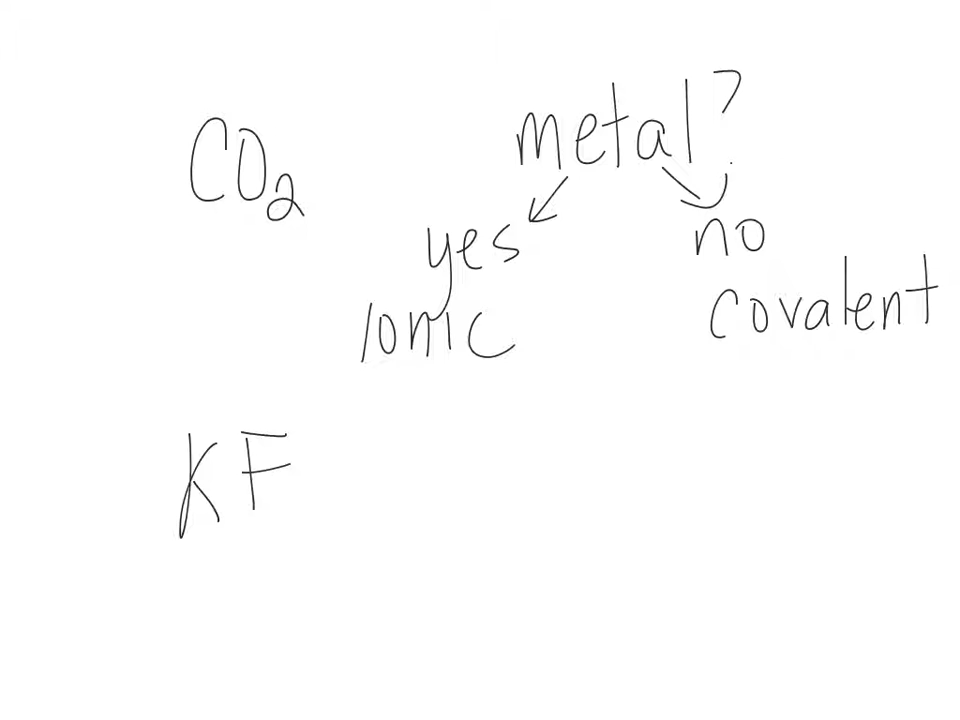 CO₂
metal?
yes
no
ionic
covalent
KF